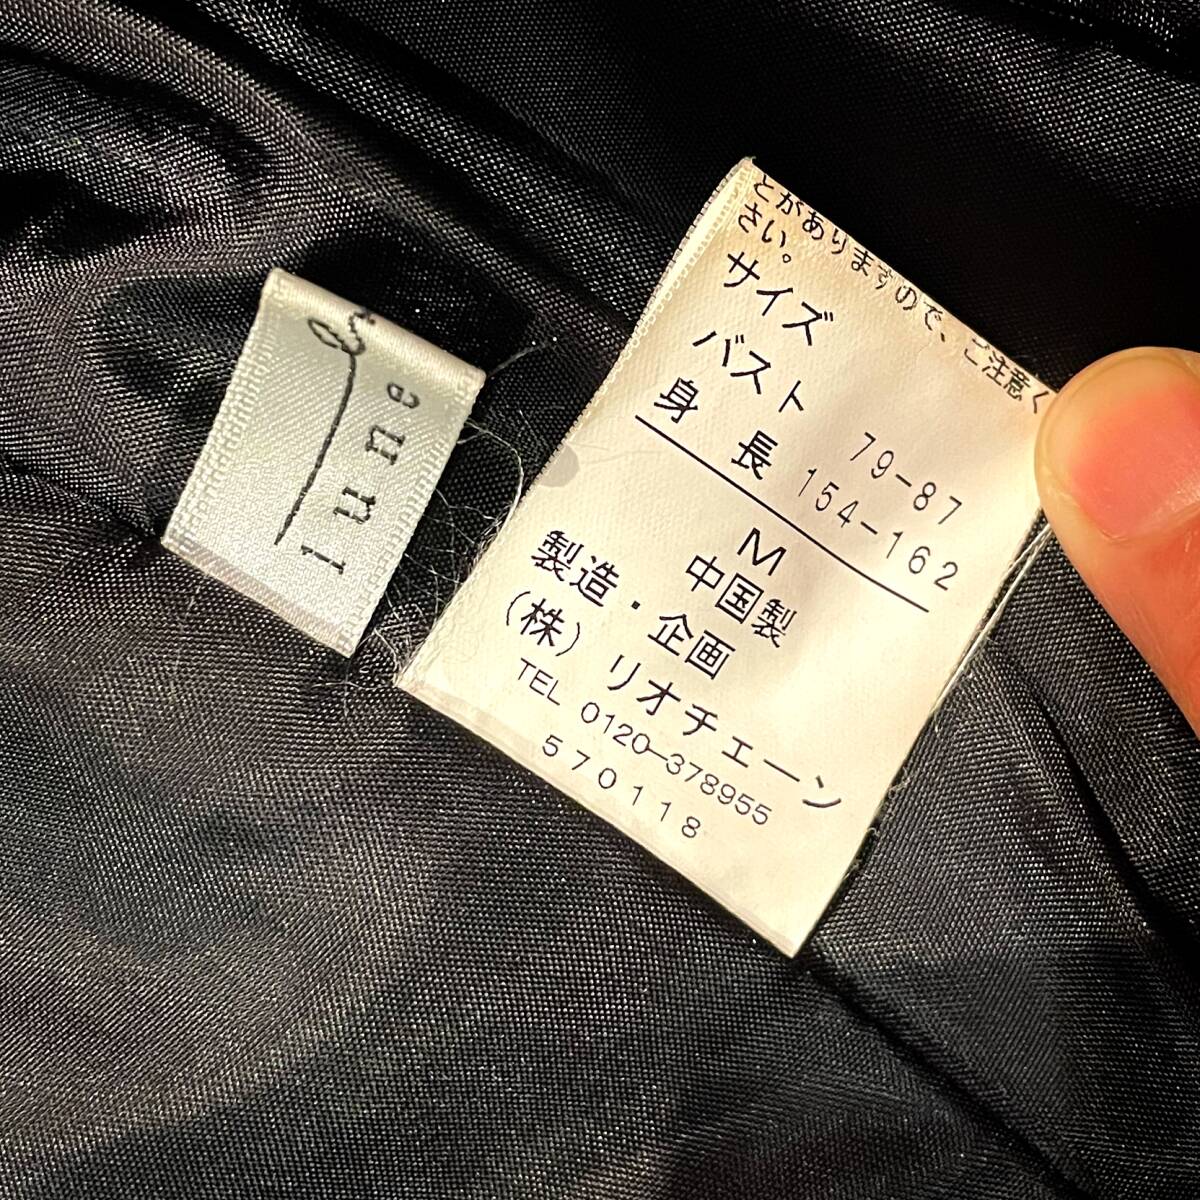 とがありますので、ご注意く
さい。
サイズ
バスト 79-87
身長 154-162
M
中国製
製造・企画
(株)リオチェーン
TEL 0120-378955
570118